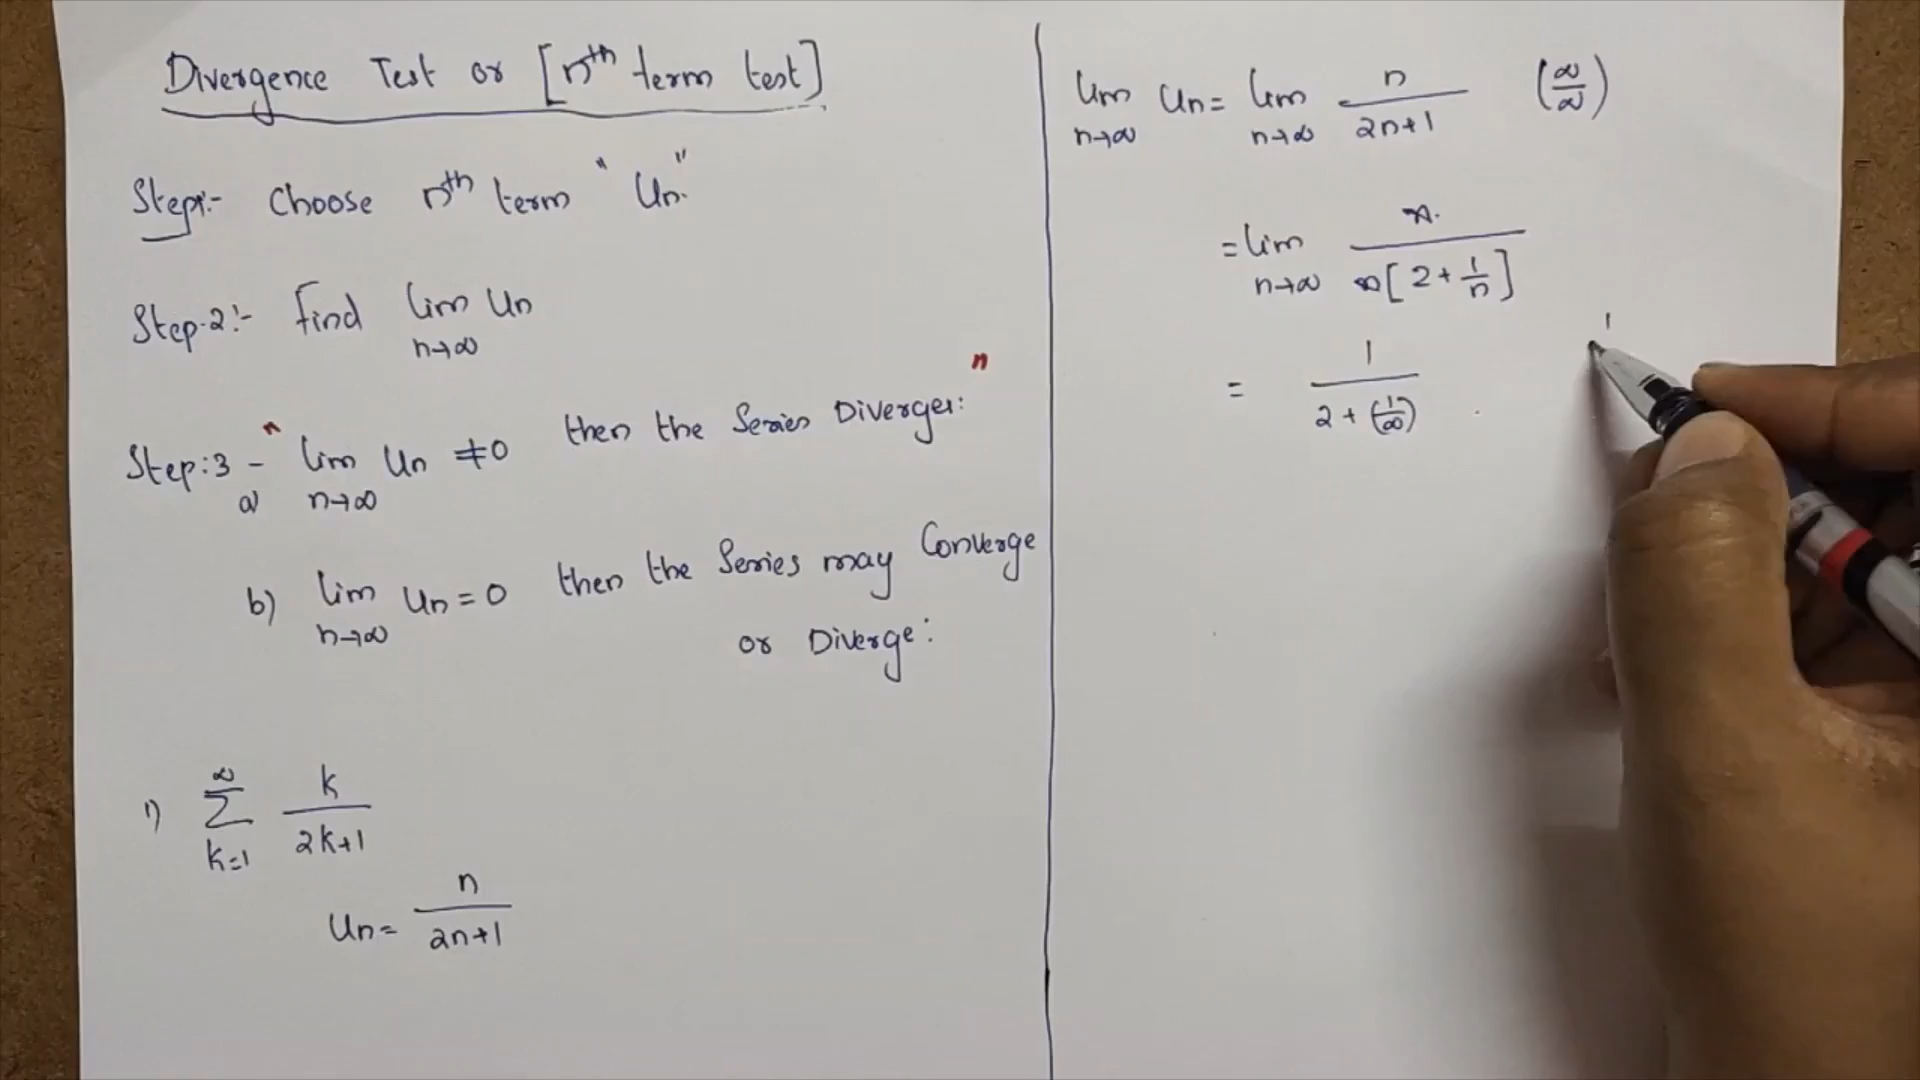 Divergence Test or [nth term test]
Step1:- Choose nth term "Un"
Step-2:- Find lim Un
n→∞
Step:3 - " lim Un ≠0 then the Series Diverges: "
a) n→∞
b) lim Un = 0 then the Series may Converge
n→∞
or Diverge:
1) ∞ ∑ k=1 k/2k+1
Un = n/2n+1
lim n→∞ Un = lim n→∞ n/2n+1 (∞/∞)
= lim n→∞ n/n[2+1/n]
= 1/2+(1/∞)
1